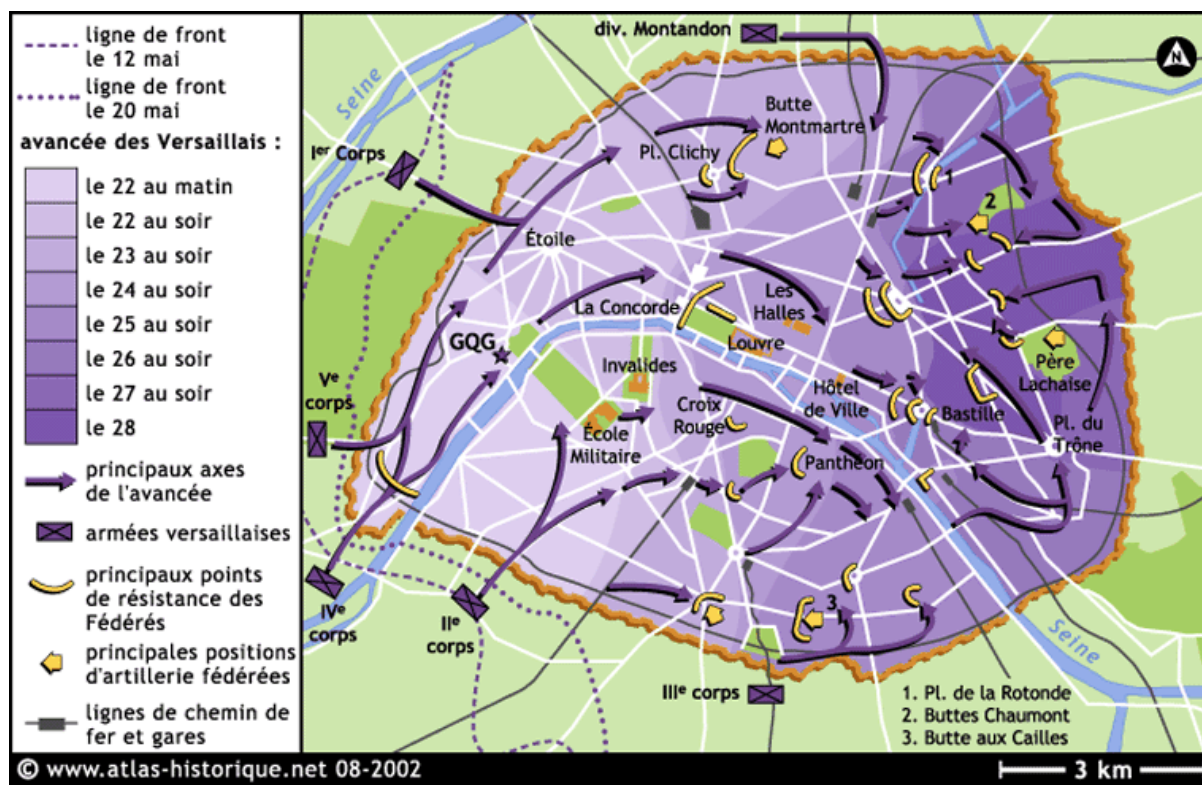 ligne de front
le 12 mai
ligne de front
le 20 mai
avancée des Versaillais :
le 22 au matin
le 22 au soir
le 23 au soir
le 24 au soir
le 25 au soir
le 26 au soir
le 27 au soir
le 28
principaux axes
de l'avancée
armées versaillaises
principaux points
de résistance des
Fédérés
principales positions
d'artillerie fédérées
lignes de chemin de
fer et gares
div. Montandon
N
Seine
Butte
Montmartre
Ier Corps
Pl. Clichy
1
2
Étoile
La Concorde
Les
Halles
GQG
Louvre
Invalides
Père
Lachaise
Ve
corps
Hôtel
de Ville
Croix
Rouge
Bastille
Pl. du
Trône
École
Militaire
Panthéon
IVe
corps
IIe
corps
3
Seine
IIIe corps
1. Pl. de la Rotonde
2. Buttes Chaumont
3. Butte aux Cailles
© www.atlas-historique.net 08-2002
3 km